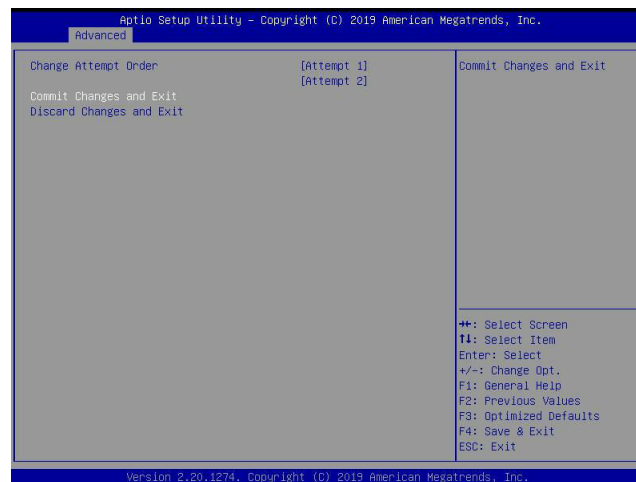 Aptio Setup Utility – Copyright (C) 2019 American Megatrends, Inc.
Advanced
Change Attempt Order [Attempt 1]
[Attempt 2]
Commit Changes and Exit
Discard Changes and Exit
Commit Changes and Exit
→←: Select Screen
↑↓: Select Item
Enter: Select
+/-: Change Opt.
F1: General Help
F2: Previous Values
F3: Optimized Defaults
F4: Save & Exit
ESC: Exit
Version 2.20.1274. Copyright (C) 2019 American Megatrends, Inc.